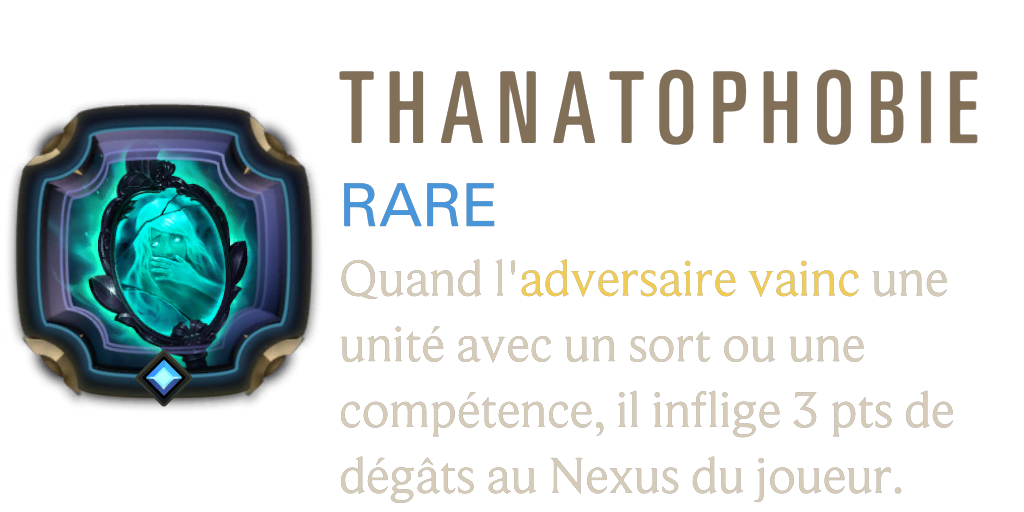 THANATOPHOBIE
RARE
Quand l'adversaire vainc une
unité avec un sort ou une
compétence, il inflige 3 pts de
dégâts au Nexus du joueur.